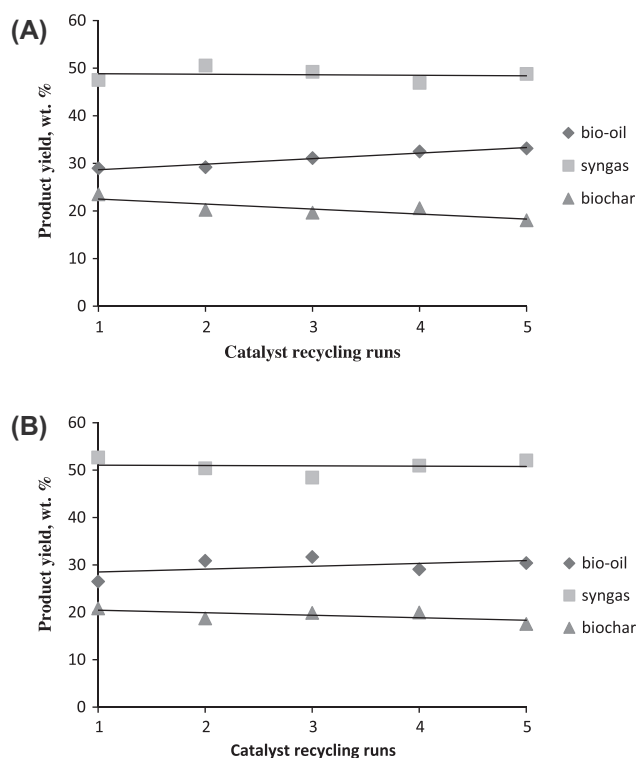 (A)
60
50
40
30
20
10
0
Product yield, wt. %
1 2 3 4 5
Catalyst recycling runs
bio-oil
syngas
biochar
(B)
60
50
40
30
20
10
0
Product yield, wt. %
1 2 3 4 5
Catalyst recycling runs
bio-oil
syngas
biochar